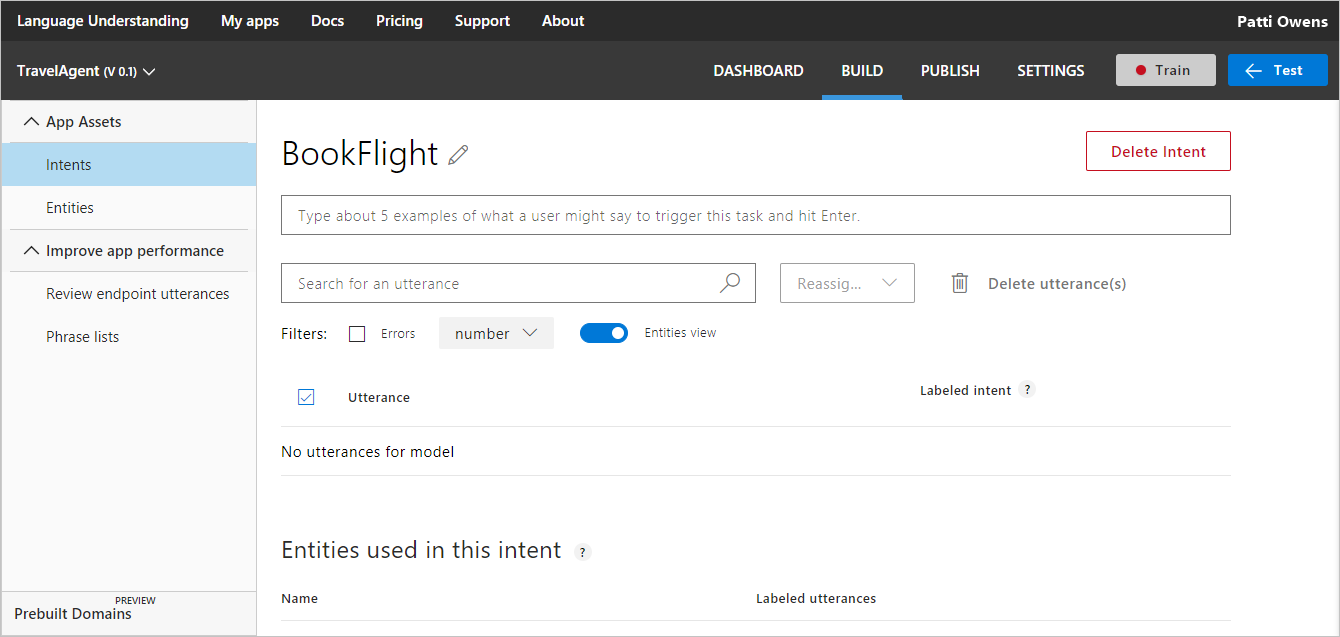 Language Understanding My apps Docs Pricing Support About Patti Owens
TravelAgent (V 0.1) DASHBOARD BUILD PUBLISH SETTINGS Train Test
App Assets
Intents
Entities
Improve app performance
Review endpoint utterances
Phrase lists
PREVIEW
Prebuilt Domains
BookFlight Delete Intent
Type about 5 examples of what a user might say to trigger this task and hit Enter.
Search for an utterance Reassig... Delete utterance(s)
Filters: Errors number Entities view
Utterance Labeled intent ?
No utterances for model
Entities used in this intent ?
Name Labeled utterances